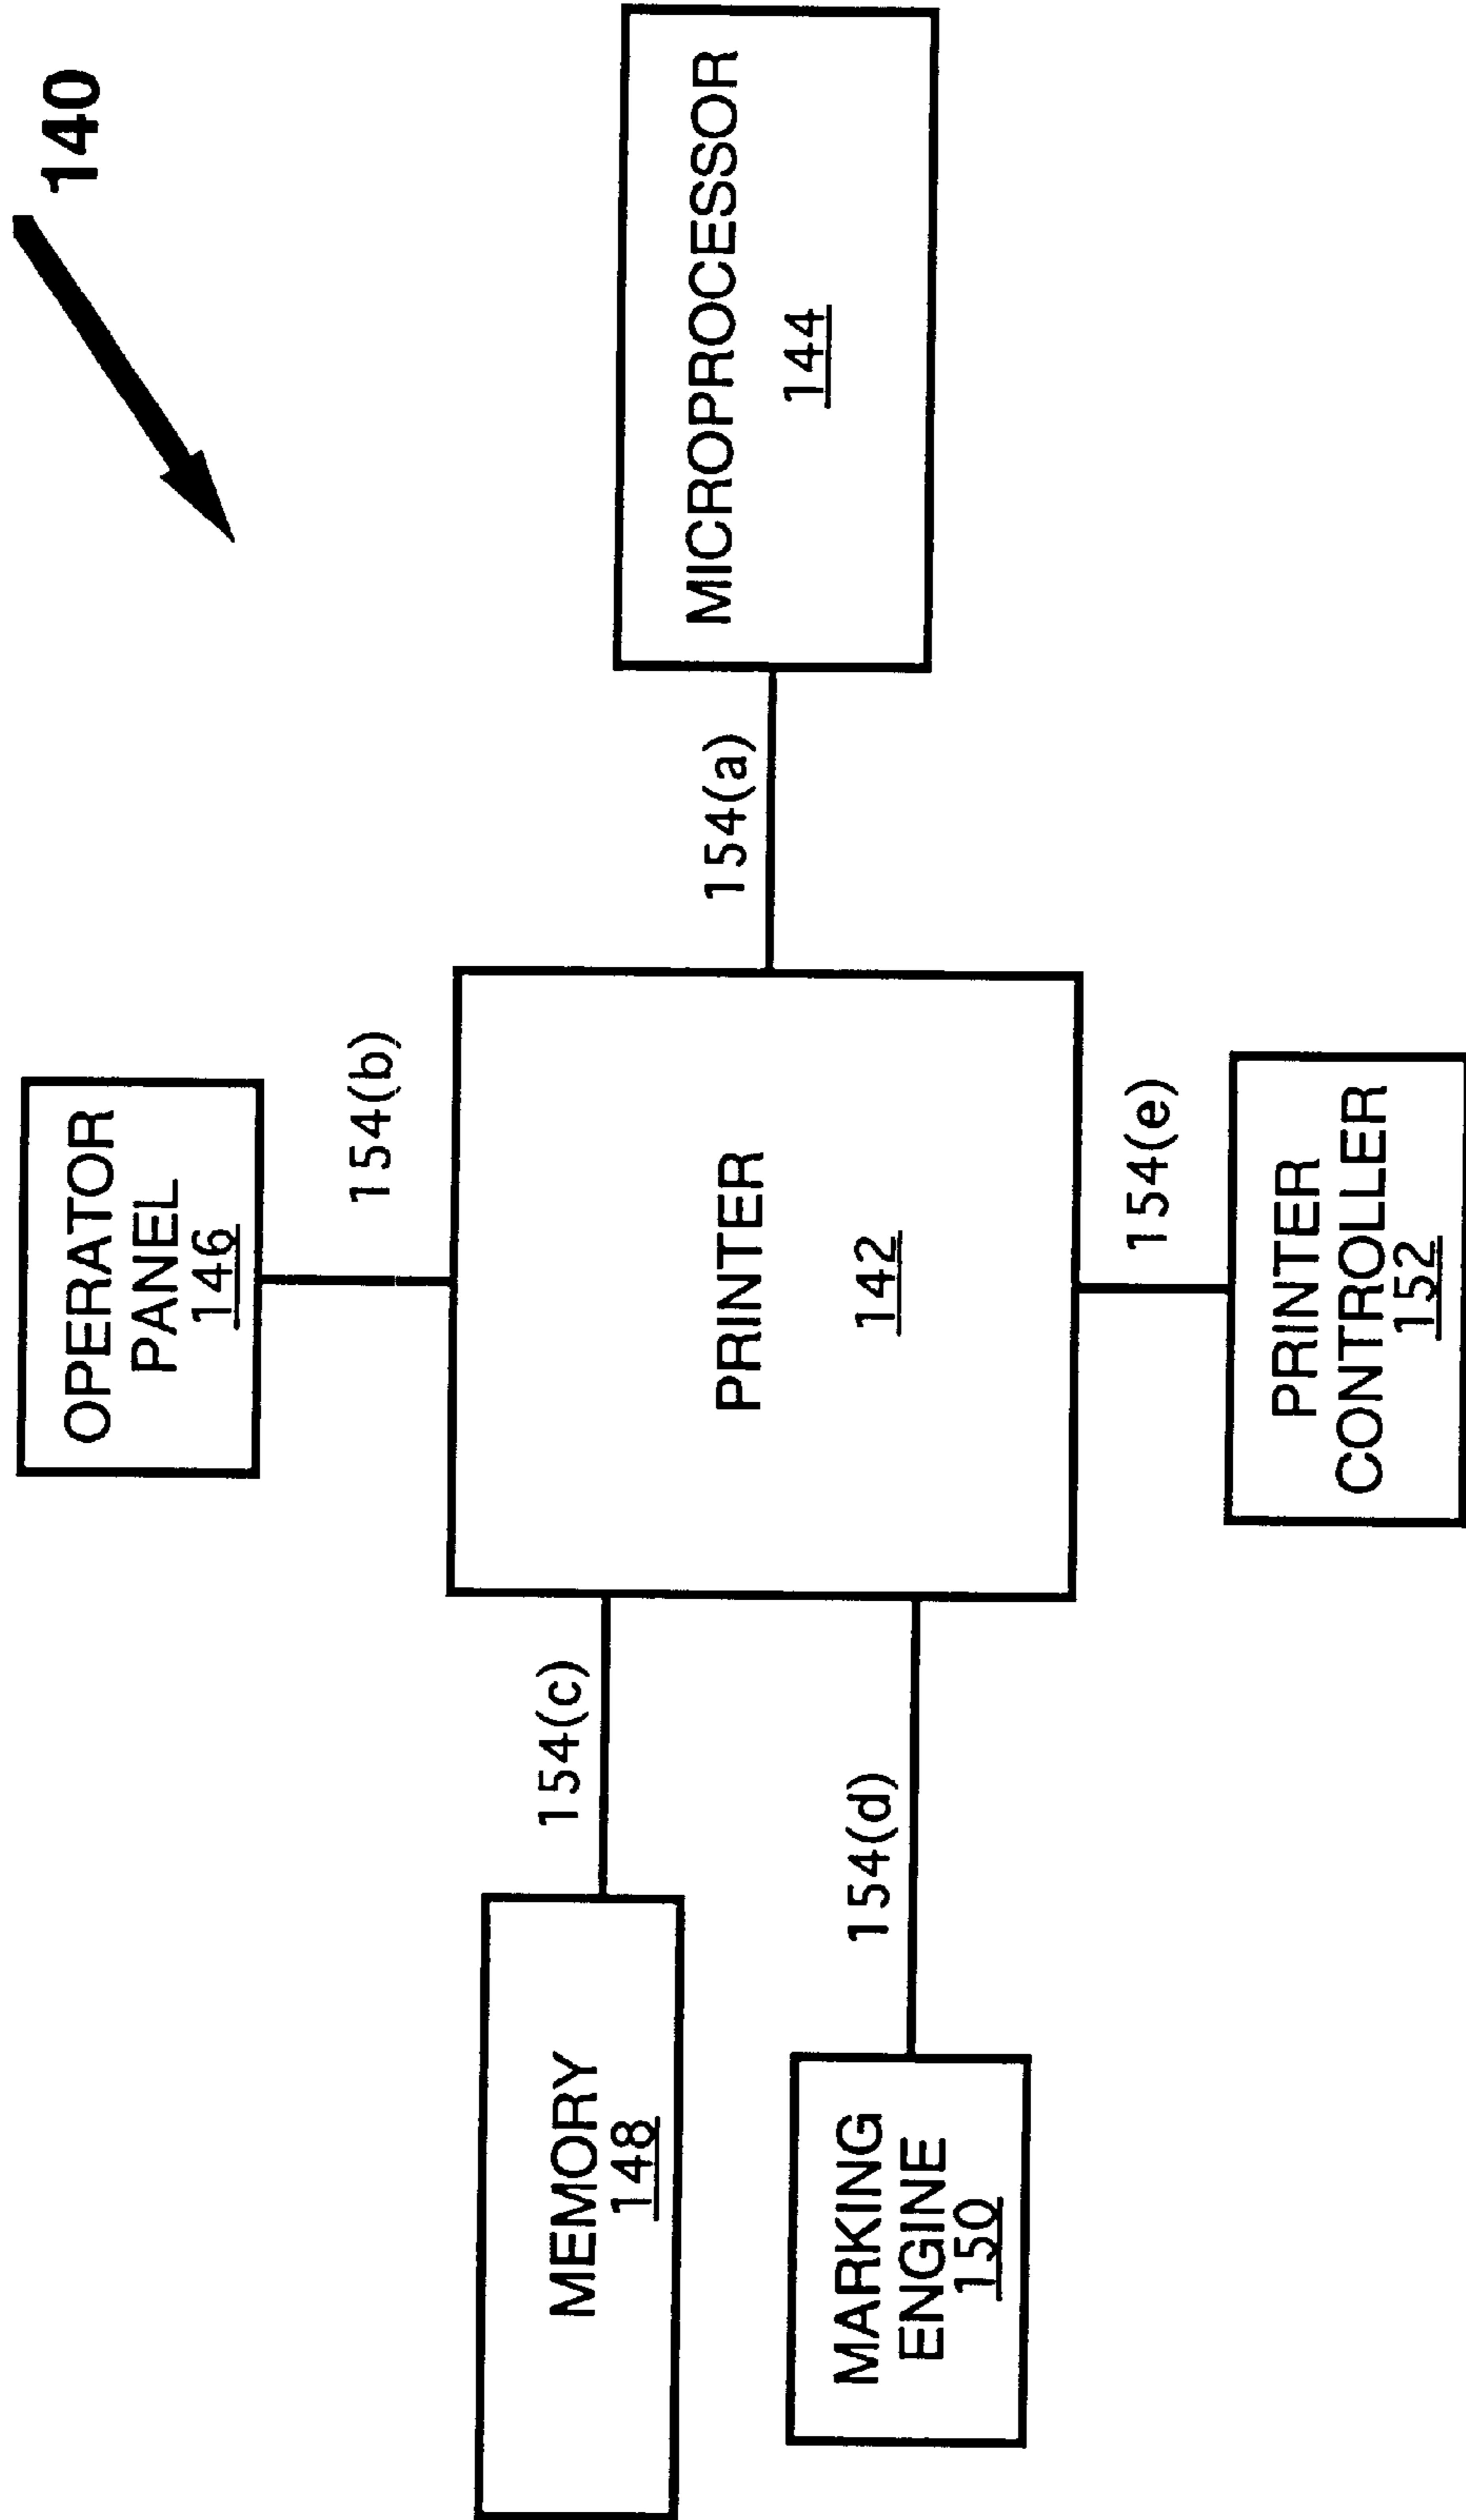 140
OPERATOR
PANEL
146
154(b)
MEMORY
148
154(c)
PRINTER
142
154(a)
MICROPROCESSOR
144
MARKING
ENGINE
150
154(d)
154(e)
PRINTER
CONTROLLER
152